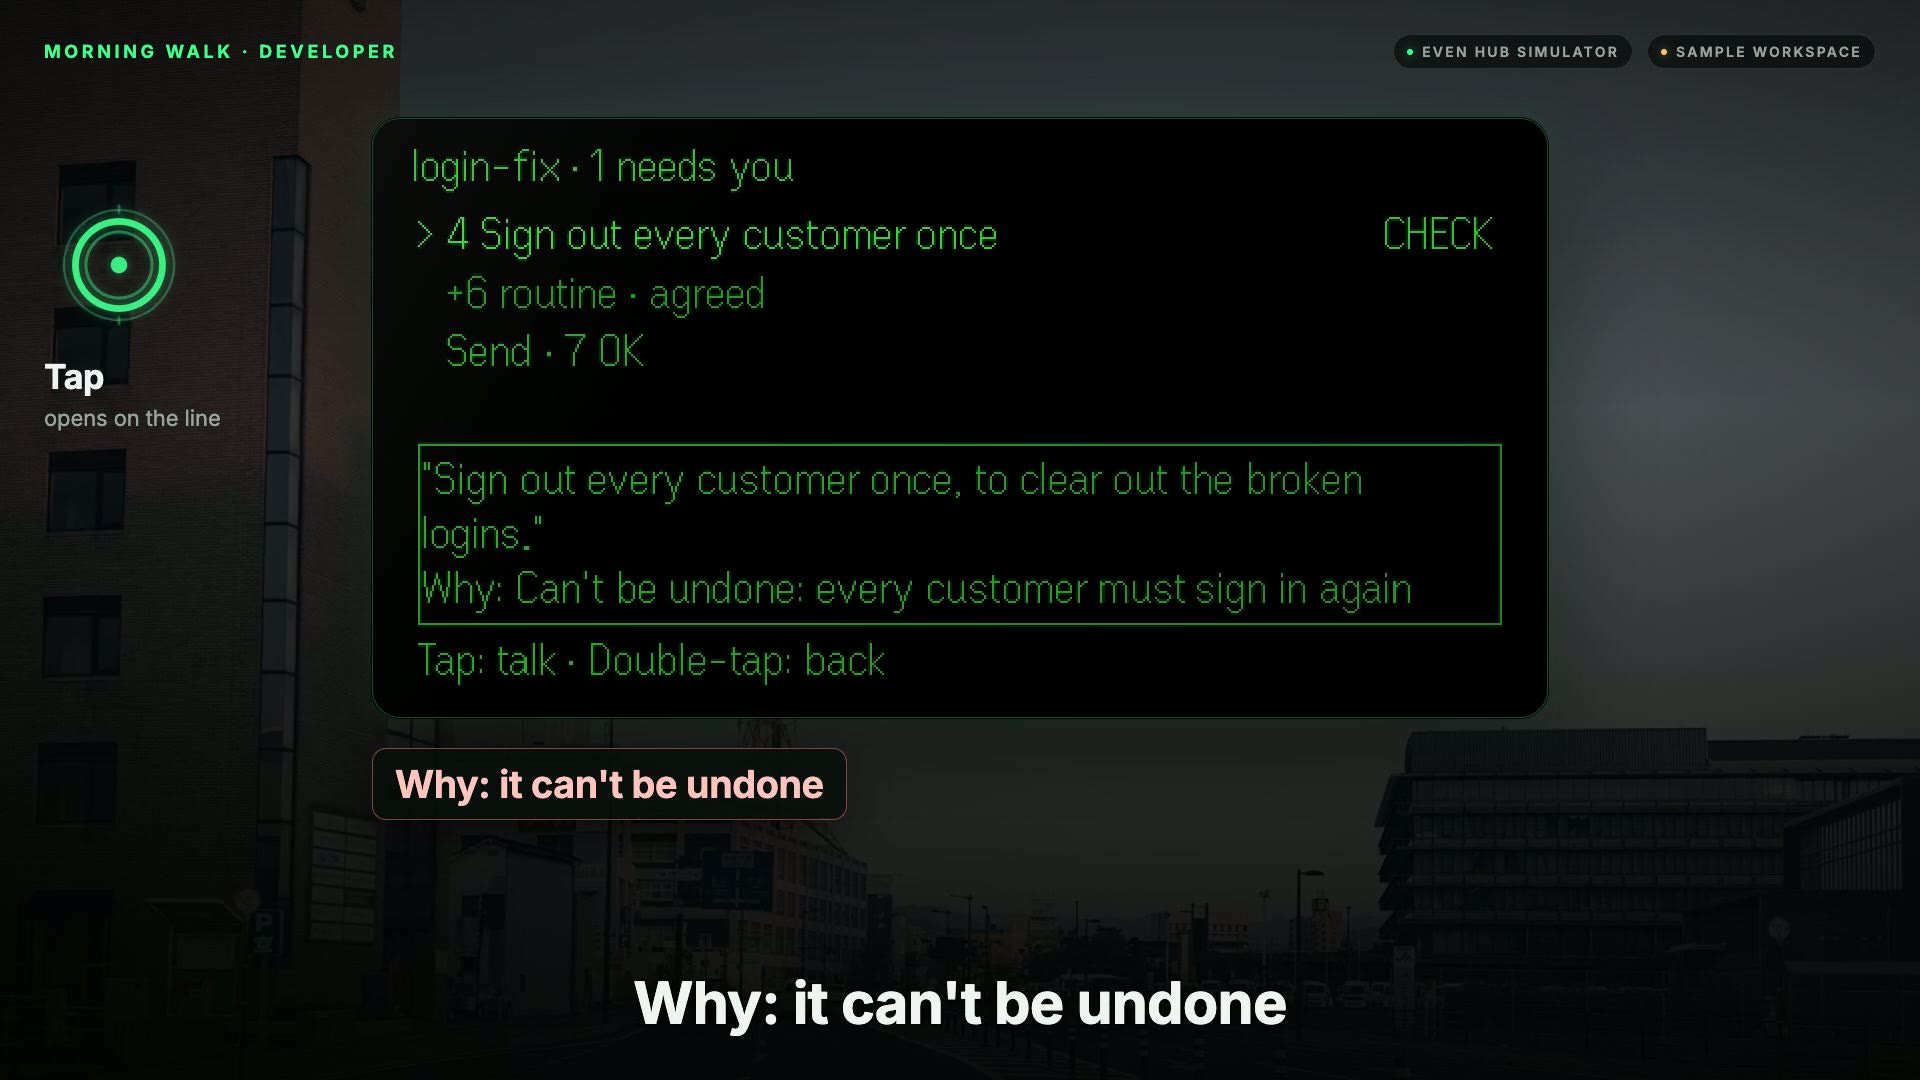 MORNING WALK · DEVELOPER
EVEN HUB SIMULATOR
SAMPLE WORKSPACE
login-fix · 1 needs you
> 4 Sign out every customer once
CHECK
+6 routine · agreed
Send · 7 OK
Tap
opens on the line
"Sign out every customer once, to clear out the broken
logins."
Why: Can't be undone: every customer must sign in again
Tap: talk · Double-tap: back
Why: it can't be undone
P
Why: it can't be undone